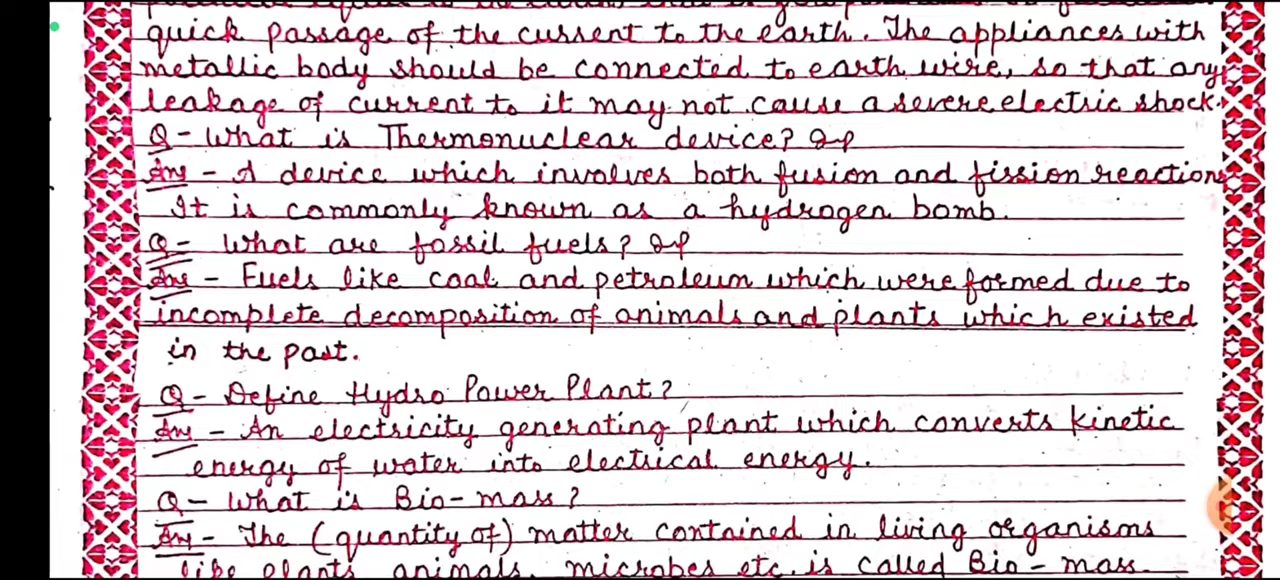 quick passage of the current to the earth. The appliances with
metallic body should be connected to earth wire, so that any
leakage of current to it may not cause a severe electric shock.
Q - What is Thermonuclear device?
Ans - A device which involves both fusion and fission reactions
It is commonly known as a hydrogen bomb.
Q - What are fossil fuels?
Ans - Fuels like coal and petroleum which were formed due to
incomplete decomposition of animals and plants which existed
in the past.
Q - Define Hydro Power Plant?
Ans - An electricity generating plant which converts kinetic
energy of water into electrical energy.
Q - What is Bio-mass?
Ans - The (quantity of) matter contained in living organisms
like plants, animals, microbes etc. is called Bio-mass.